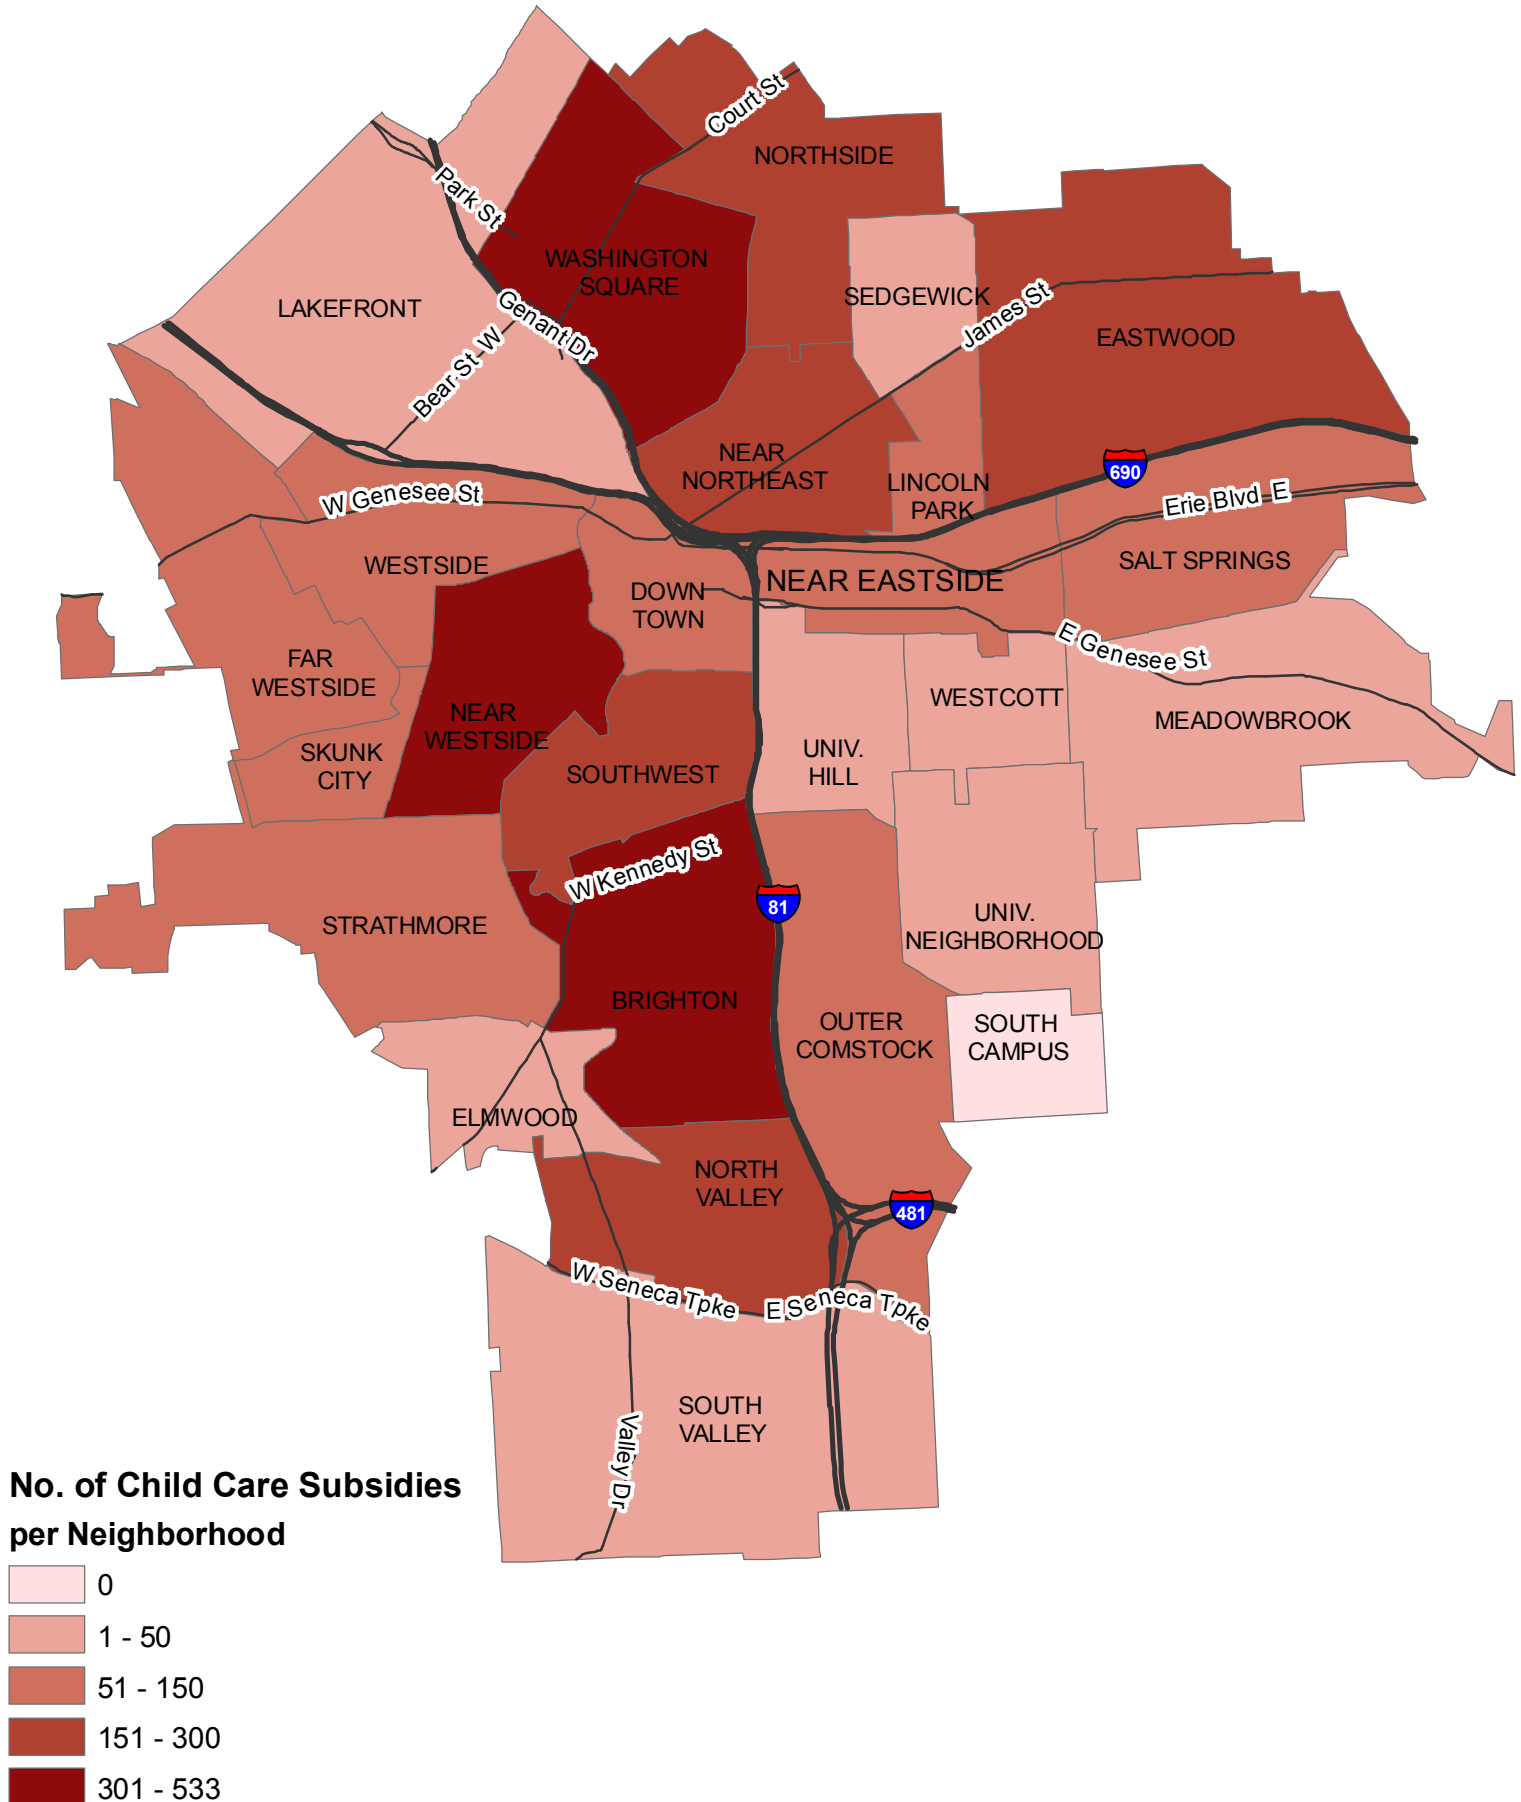 Court St
NORTHSIDE
Park St
WASHINGTON
SQUARE
LAKEFRONT
SEDGEWICK
James St
EASTWOOD
Genant Dr
Bear St W
NEAR
NORTHEAST
LINCOLN
PARK
690
W Genesee St
Erie Blvd E
WESTSIDE
SALT SPRINGS
DOWN
TOWN
NEAR EASTSIDE
E Genesee St
FAR
WESTSIDE
WESTCOTT
MEADOWBROOK
NEAR
WESTSIDE
SKUNK
CITY
UNIV.
HILL
SOUTHWEST
W Kennedy St
81
STRATHMORE
UNIV.
NEIGHBORHOOD
BRIGHTON
OUTER
COMSTOCK
SOUTH
CAMPUS
ELMWOOD
NORTH
VALLEY
481
W Seneca Tpke
E Seneca Tpke
SOUTH
VALLEY
Valley Dr
No. of Child Care Subsidies
per Neighborhood
0
1 - 50
51 - 150
151 - 300
301 - 533